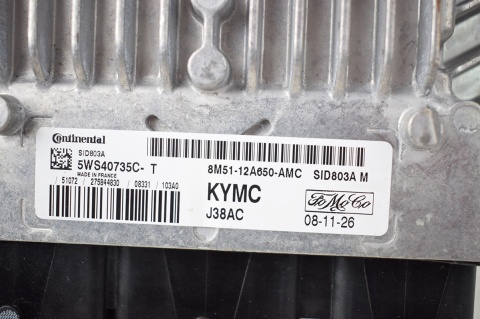 Continental
SID803A
5WS40735C- T
MADE IN FRANCE
51072 / 275944830 / 08331 / 103A0
8M51-12A650-AMC SID803A M
KYMC
J38AC
FoMoCo
08-11-26